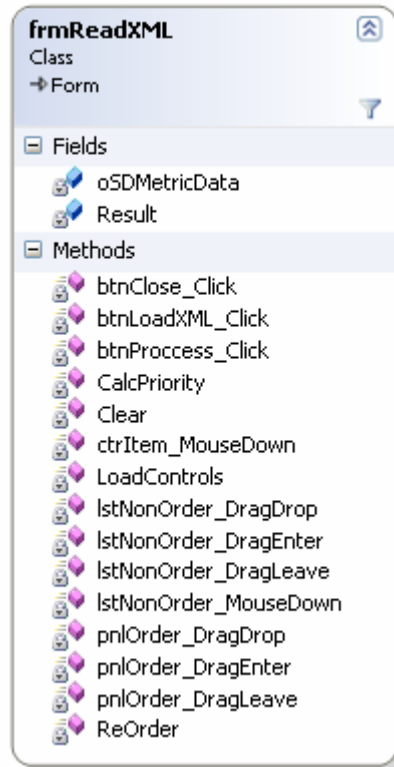 frmReadXML
Class
Form
Fields
oSDMetricData
Result
Methods
btnClose_Click
btnLoadXML_Click
btnProccess_Click
CalcPriority
Clear
ctrItem_MouseDown
LoadControls
lstNonOrder_DragDrop
lstNonOrder_DragEnter
lstNonOrder_DragLeave
lstNonOrder_MouseDown
pnlOrder_DragDrop
pnlOrder_DragEnter
pnlOrder_DragLeave
ReOrder